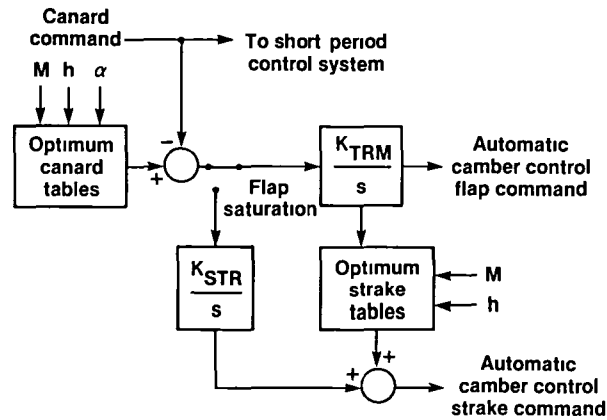 Canard
command
To short period
control system
M h α
Optimum
canard
tables
−
+
Flap
saturation
K_TRM
s
Automatic
camber control
flap command
K_STR
s
Optimum
strake
tables
M
h
+
+
Automatic
camber control
strake command